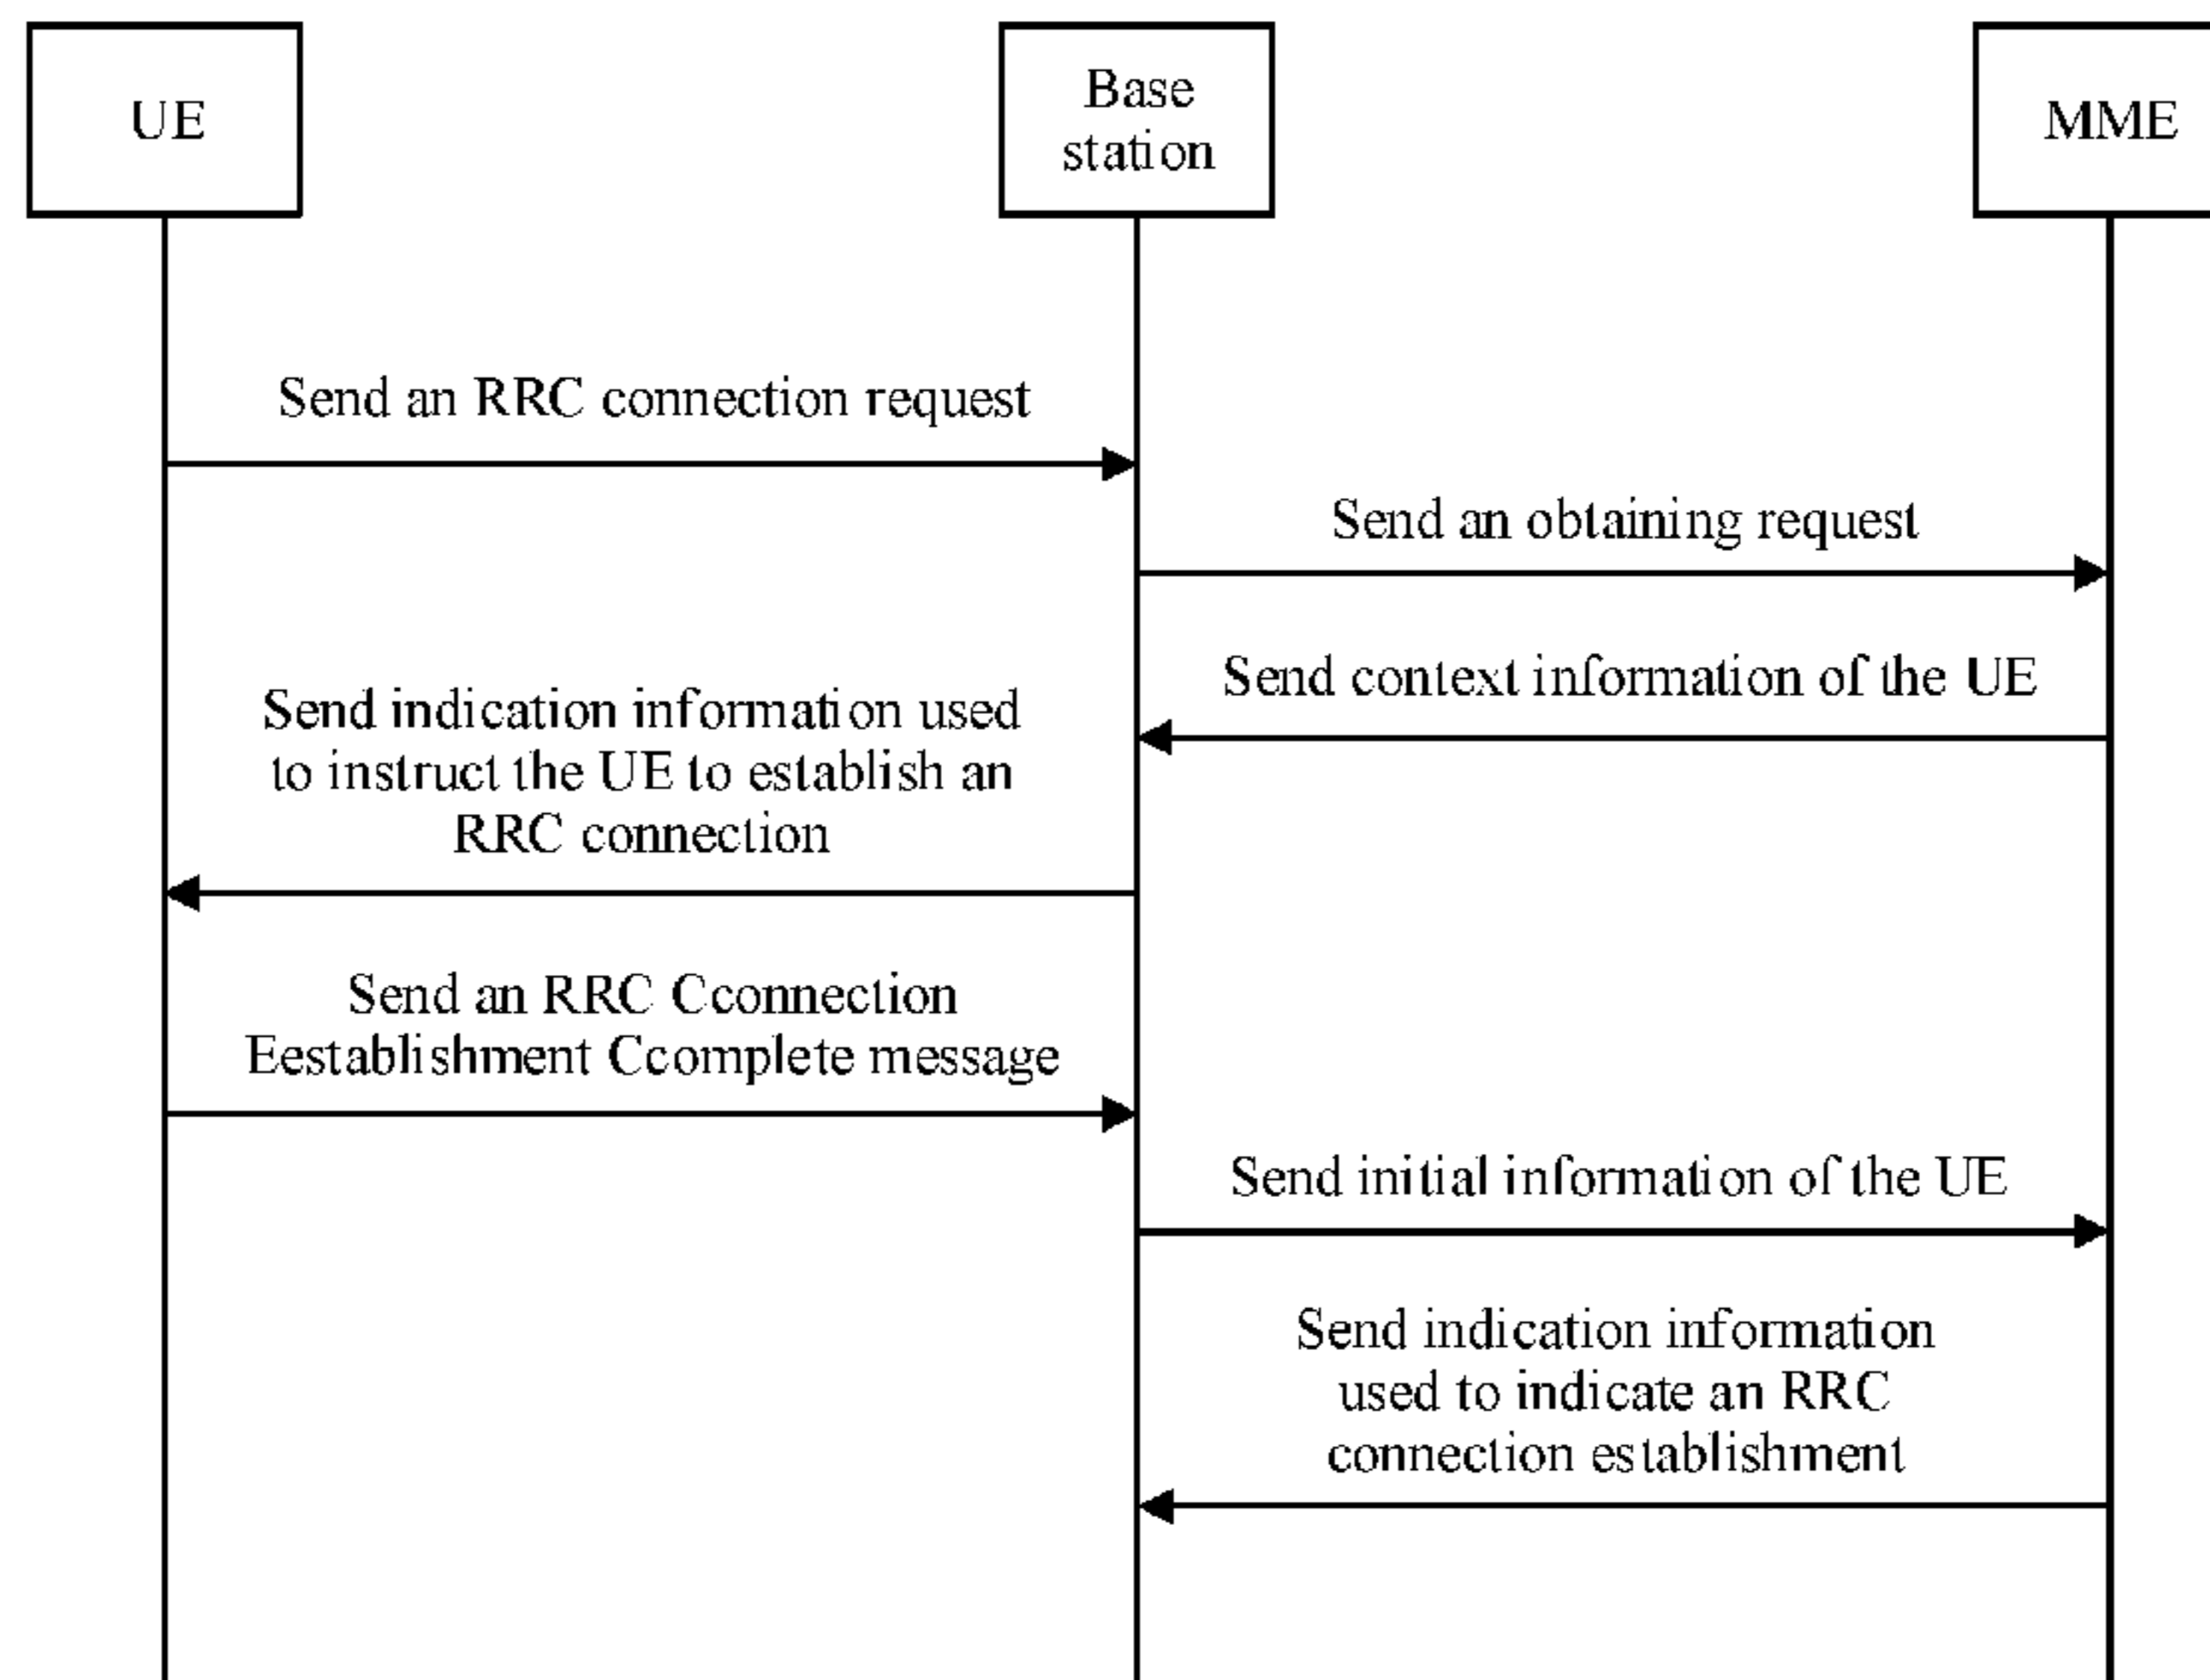 UE
Base
station
MME
Send an RRC connection request
Send an obtaining request
Send context information of the UE
Send indication information used
to instruct the UE to establish an
RRC connection
Send an RRC Cconnection
Eestablishment Ccomplete message
Send initial information of the UE
Send indication information
used to indicate an RRC
connection establishment